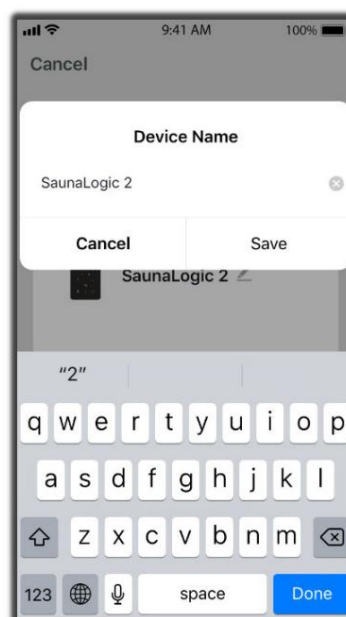 9:41 AM 100%
Cancel
Device Name
SaunaLogic 2
Cancel Save
SaunaLogic 2
“2”
q w e r t y u i o p
a s d f g h j k l
z x c v b n m
123 space Done